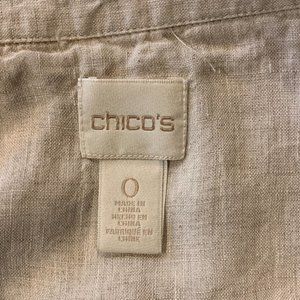 chico's
0
MADE IN
CHINA
HECHO EN
CHINA
FABRIQUÉ EN
CHINE